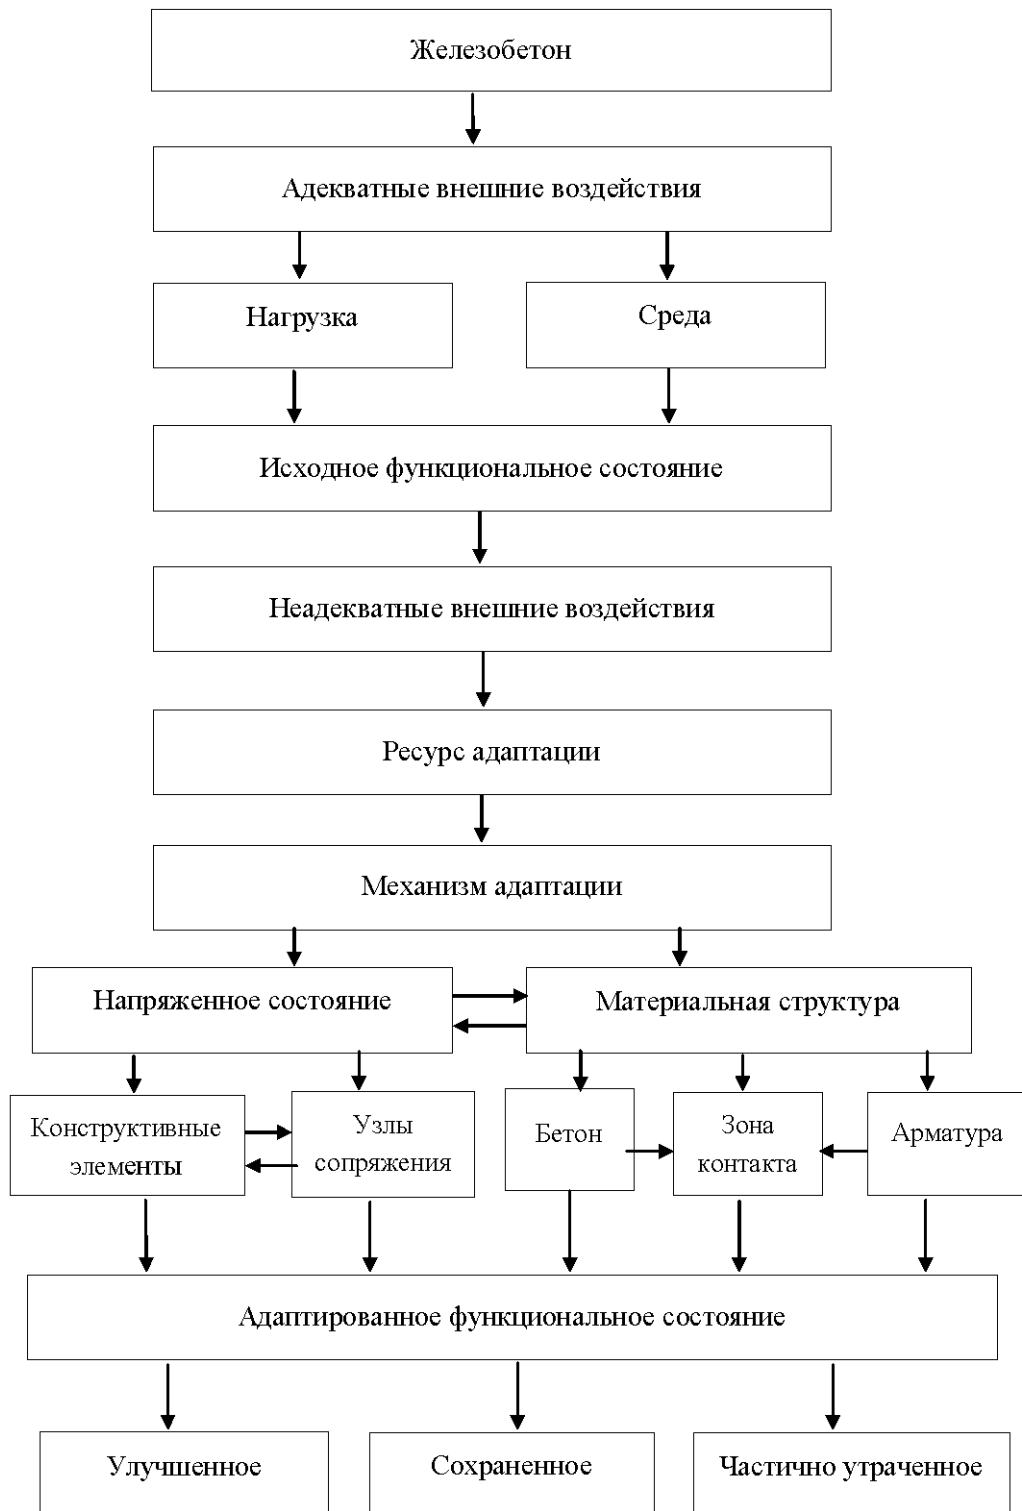 Железобетон
Адекватные внешние воздействия
Нагрузка
Среда
Исходное функциональное состояние
Неадекватные внешние воздействия
Ресурс адаптации
Механизм адаптации
Напряженное состояние
Материальная структура
Конструктивные
элементы
Узлы
сопряжения
Бетон
Зона
контакта
Арматура
Адаптированное функциональное состояние
Улучшенное
Сохраненное
Частично утраченное